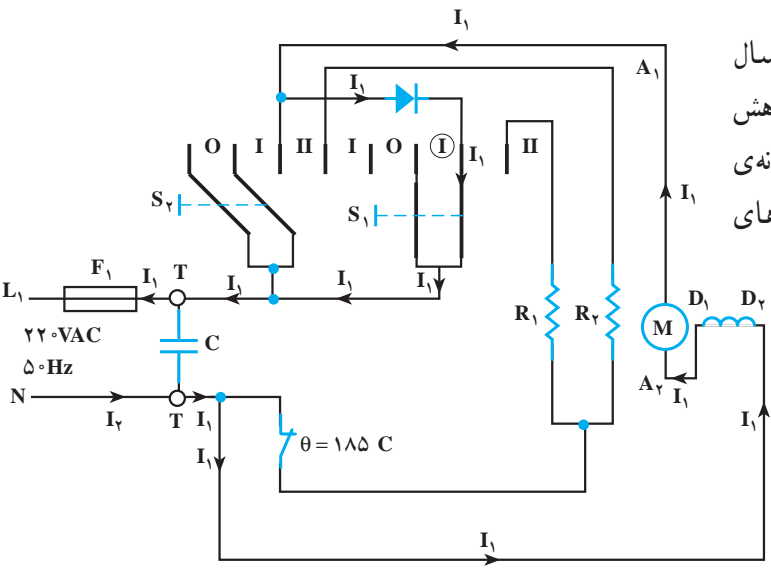 I۱
سال
A۱
هش
I۱
O I II I O I I۱ II
نه‌ی
S۲ S۱
I۱
های
L۱ F۱ I۱ T I۱ I۱ I۱
۲۲۰VAC
C
R۱ R۲ M D۱ D۲
۵۰Hz
N I۲ T I۱
A۲ I۱
I۱
θ = ۱۸۵ C
I۱
I۱